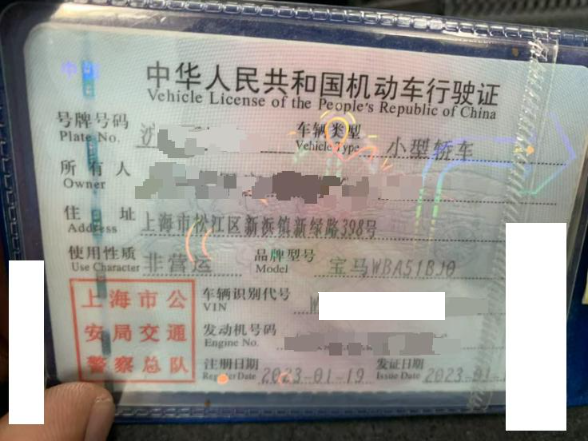 中华人民共和国机动车行驶证
Vehicle License of the People's Republic of China
号牌号码 车辆类型 小型轿车
Plate No. Vehicle Type
所有人
Owner
住址 上海市松江区新浜镇新绿路398号
Address
使用性质 非营运 品牌型号 宝马WBA51BJ0
Use Character Model
上海市公 车辆识别代号
VIN
安局交通 发动机号码
Engine No.
警察总队 注册日期 2023-01-19 发证日期 2023-01-
Register Date Issue Date